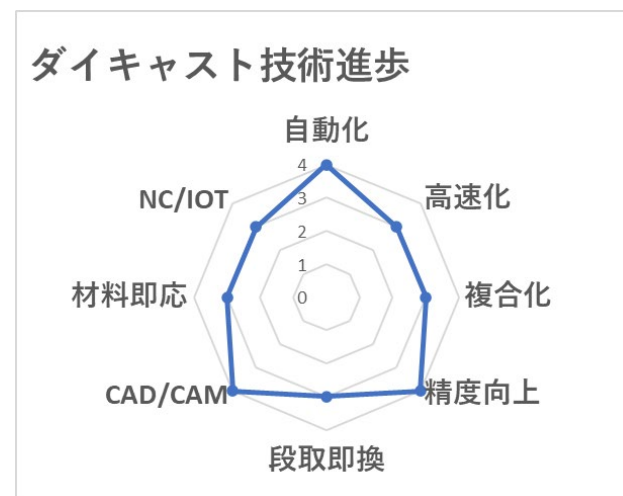 ダイキャスト技術進歩
自動化
高速化
複合化
精度向上
段取即換
CAD/CAM
材料即応
NC/IOT
4
3
2
1
0